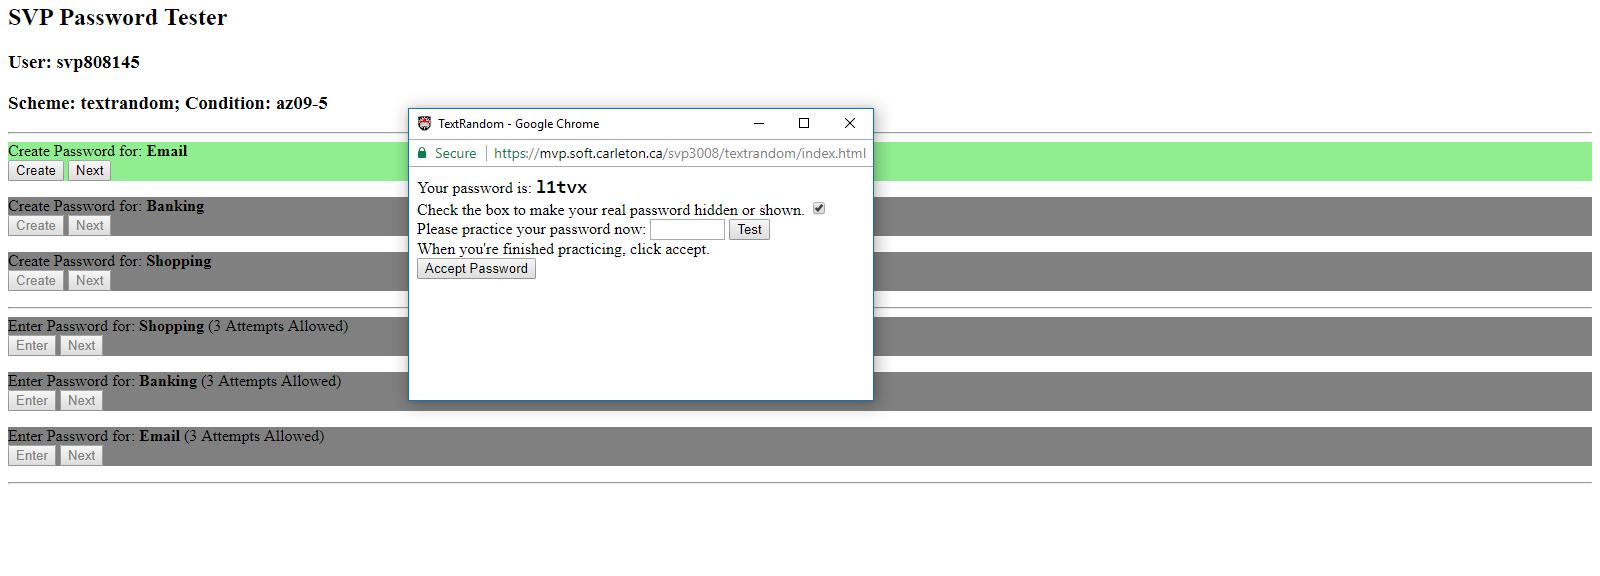 SVP Password Tester
User: svp808145
Scheme: textrandom; Condition: az09-5
Create Password for: Email
Create Next
Create Password for: Banking
Create Next
Create Password for: Shopping
Create Next
Enter Password for: Shopping (3 Attempts Allowed)
Enter Next
Enter Password for: Banking (3 Attempts Allowed)
Enter Next
Enter Password for: Email (3 Attempts Allowed)
Enter Next
TextRandom - Google Chrome
Secure https://mvp.soft.carleton.ca/svp3008/textrandom/index.html
Your password is: l1tvx
Check the box to make your real password hidden or shown.
Please practice your password now: Test
When you're finished practicing, click accept.
Accept Password